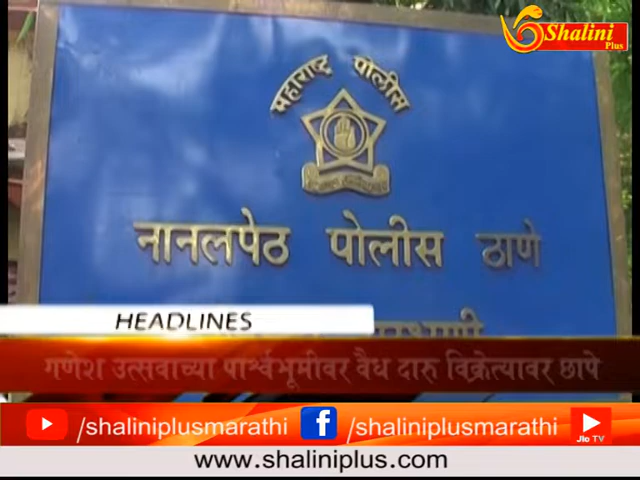 Shalini
Plus
महाराष्ट्र पोलीस
नानलपेठ पोलीस ठाणे
HEADLINES
गणेश उत्सवाच्या पार्श्वभूमीवर वैध दारु विक्रेत्यावर छापे
/shaliniplusmarathi /shaliniplusmarathi
Jio TV
www.shaliniplus.com